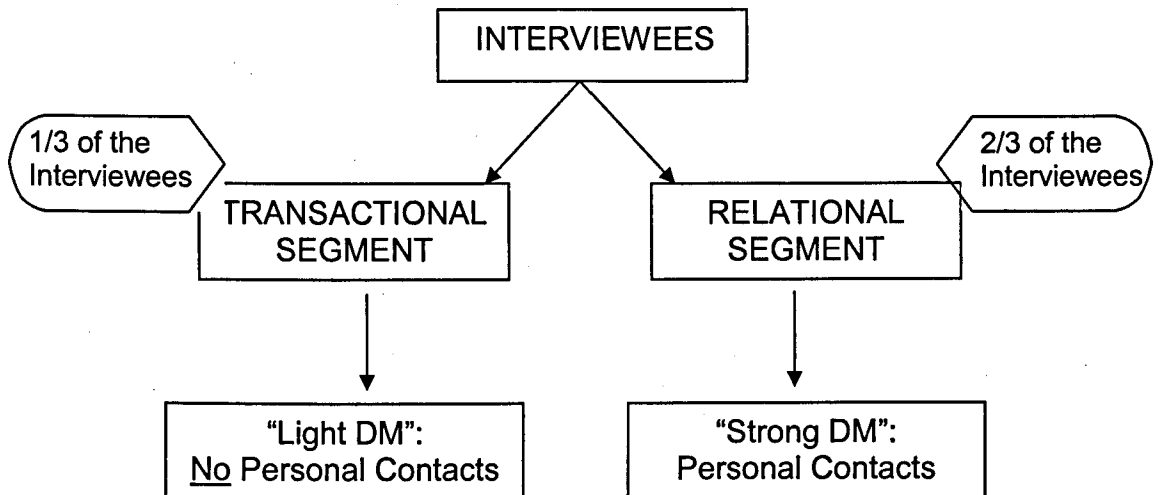 INTERVIEWEES
1/3 of the
Interviewees
2/3 of the
Interviewees
TRANSACTIONAL
SEGMENT
RELATIONAL
SEGMENT
“Light DM”:
No Personal Contacts
“Strong DM”:
Personal Contacts